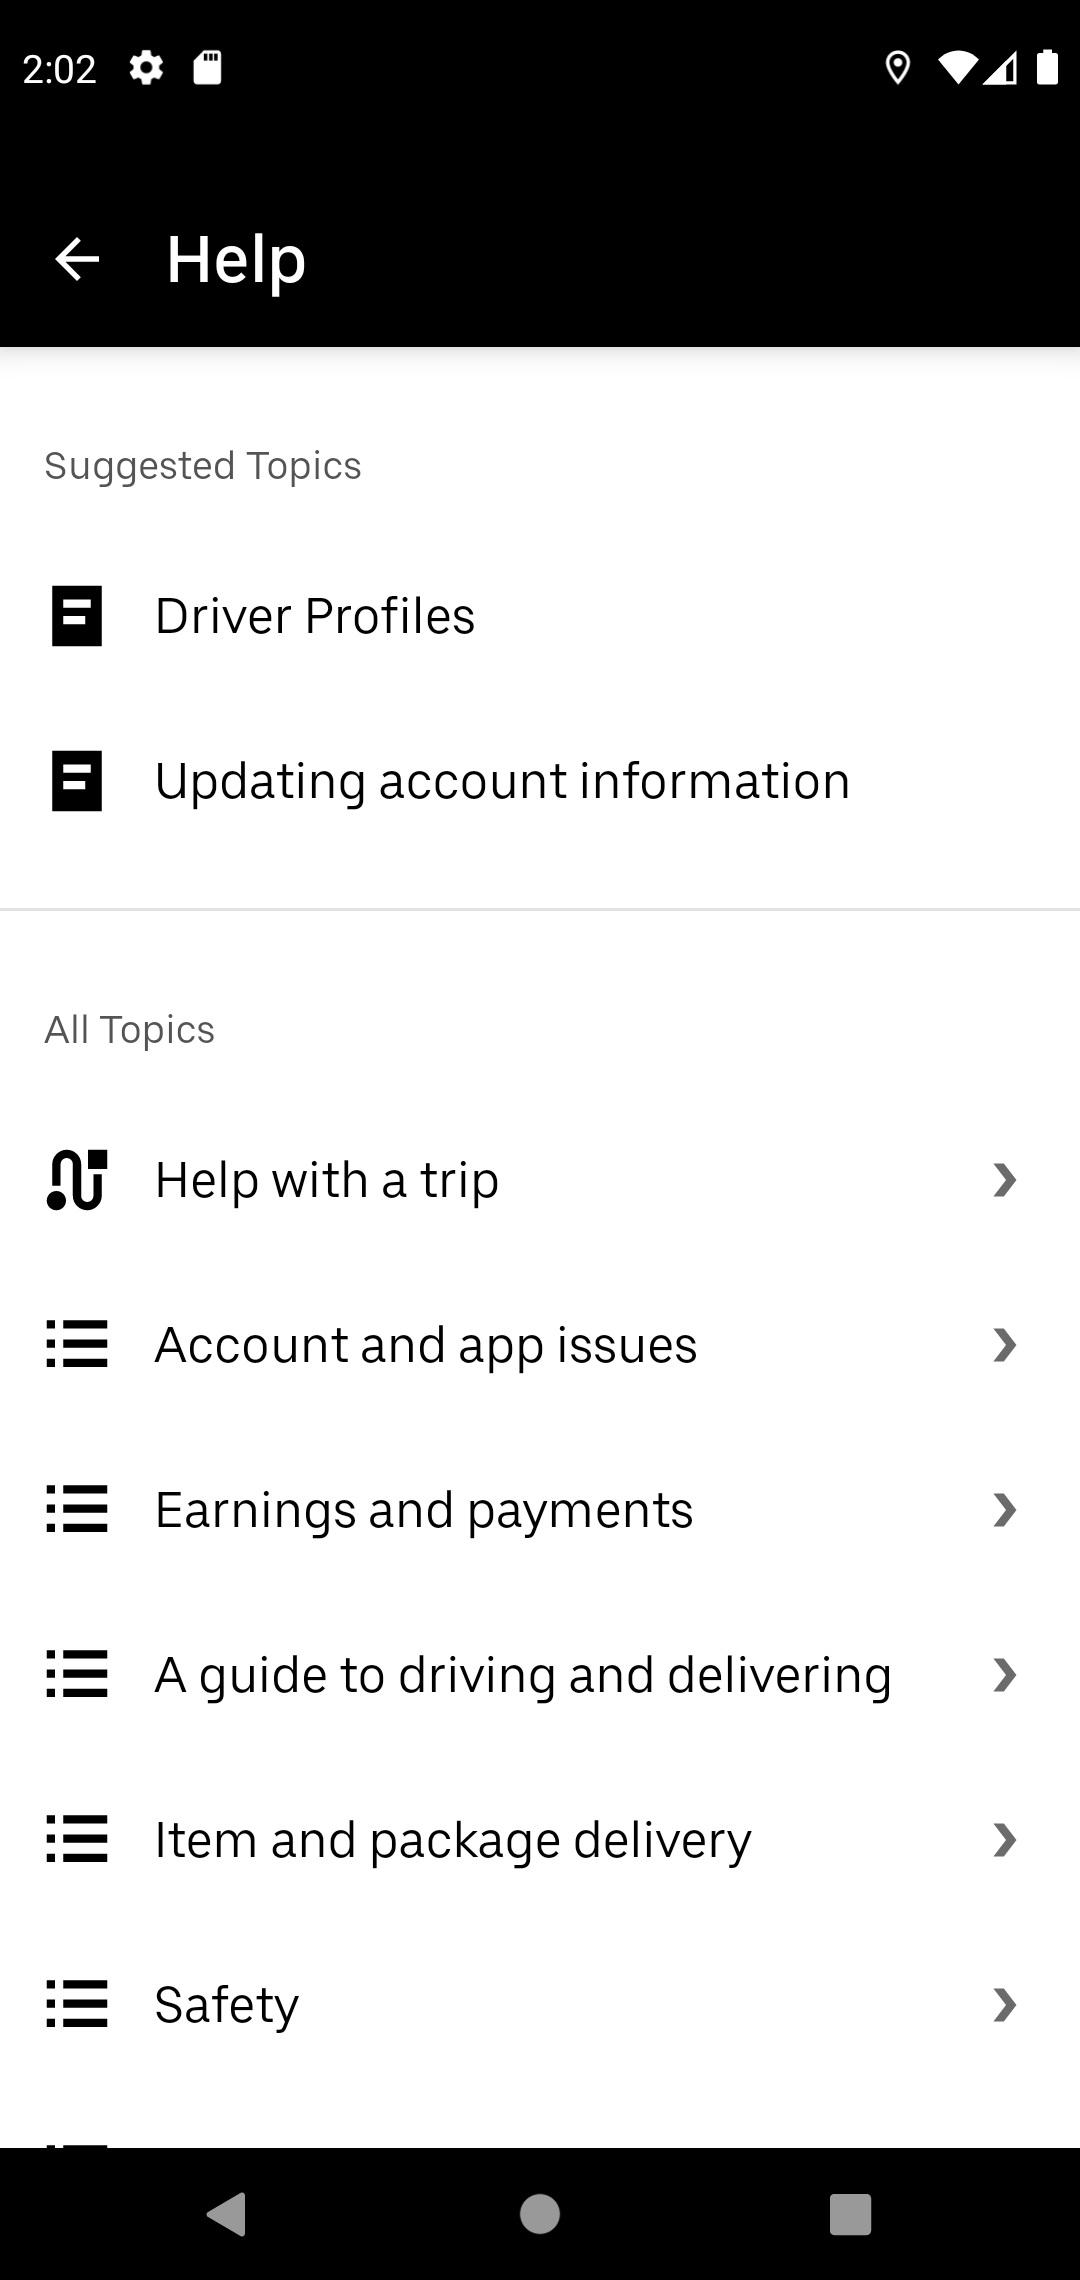 2:02
Help
Suggested Topics
Driver Profiles
Updating account information
All Topics
Help with a trip
Account and app issues
Earnings and payments
A guide to driving and delivering
Item and package delivery
Safety